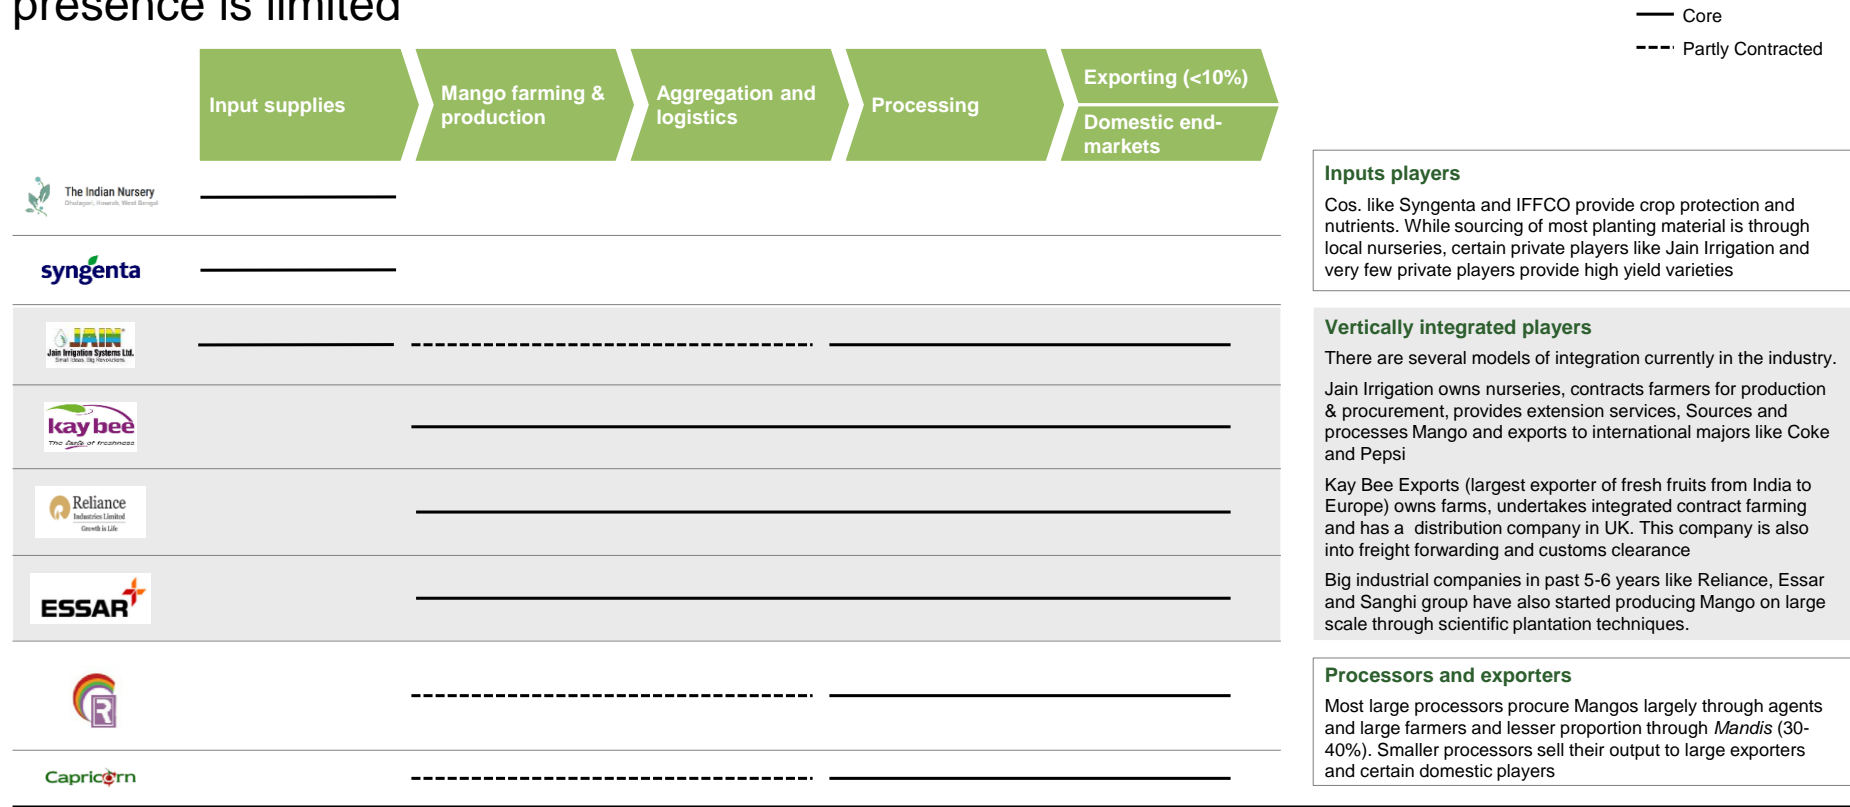 presence is limited
Core
Partly Contracted
Input supplies
Mango farming &
production
Aggregation and
logistics
Processing
Exporting (<10%)
Domestic end-
markets
The Indian Nursery
Dhulagori, Howrah, West Bengal
syngenta
JAIN®
Jain Irrigation Systems Ltd.
Small Ideas. Big Revolutions.
kay bee
The taste of freshness
Reliance
Industries Limited
Growth is Life
ESSAR
R
Capricorn
Inputs players
Cos. like Syngenta and IFFCO provide crop protection and
nutrients. While sourcing of most planting material is through
local nurseries, certain private players like Jain Irrigation and
very few private players provide high yield varieties
Vertically integrated players
There are several models of integration currently in the industry.
Jain Irrigation owns nurseries, contracts farmers for production
& procurement, provides extension services, Sources and
processes Mango and exports to international majors like Coke
and Pepsi
Kay Bee Exports (largest exporter of fresh fruits from India to
Europe) owns farms, undertakes integrated contract farming
and has a  distribution company in UK. This company is also
into freight forwarding and customs clearance
Big industrial companies in past 5-6 years like Reliance, Essar
and Sanghi group have also started producing Mango on large
scale through scientific plantation techniques.
Processors and exporters
Most large processors procure Mangos largely through agents
and large farmers and lesser proportion through Mandis (30-
40%). Smaller processors sell their output to large exporters
and certain domestic players